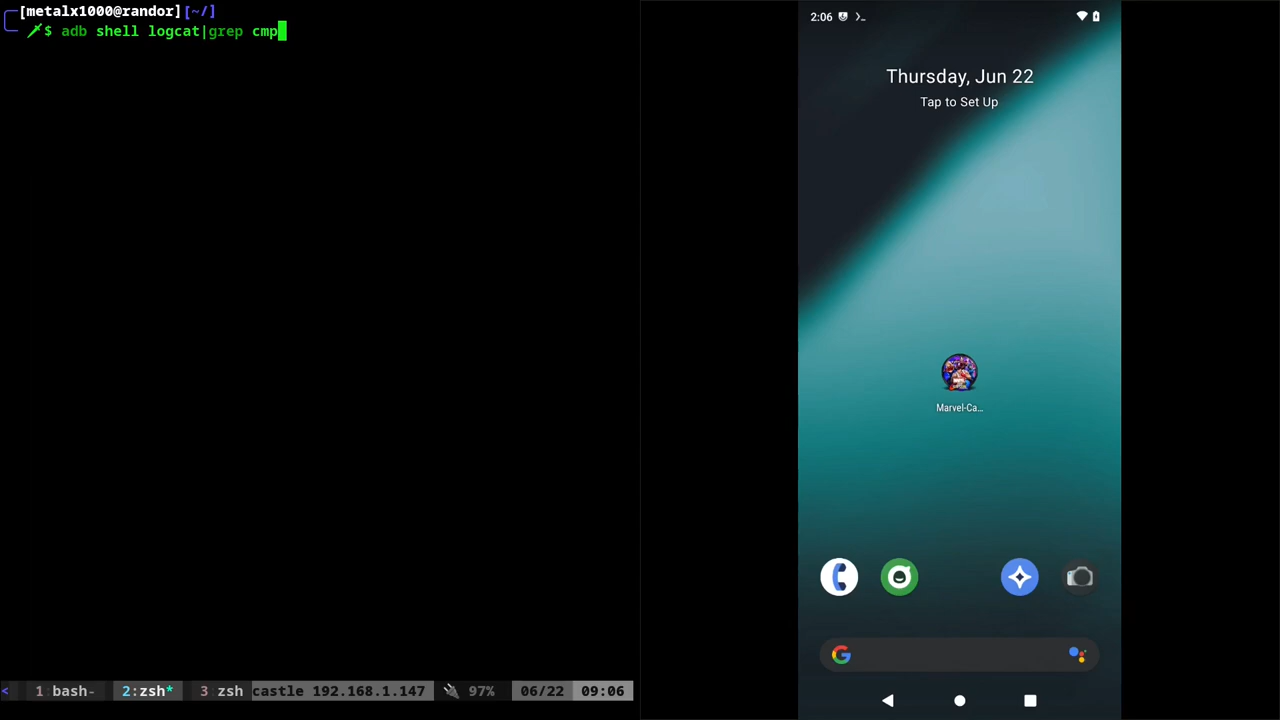 [metalx1000@randor][~/]
$ adb shell logcat|grep cmp
< 1:bash- 2:zsh* 3:zsh castle 192.168.1.147 97% 06/22 09:06
2:06
Thursday, Jun 22
Tap to Set Up
Marvel-Ca…